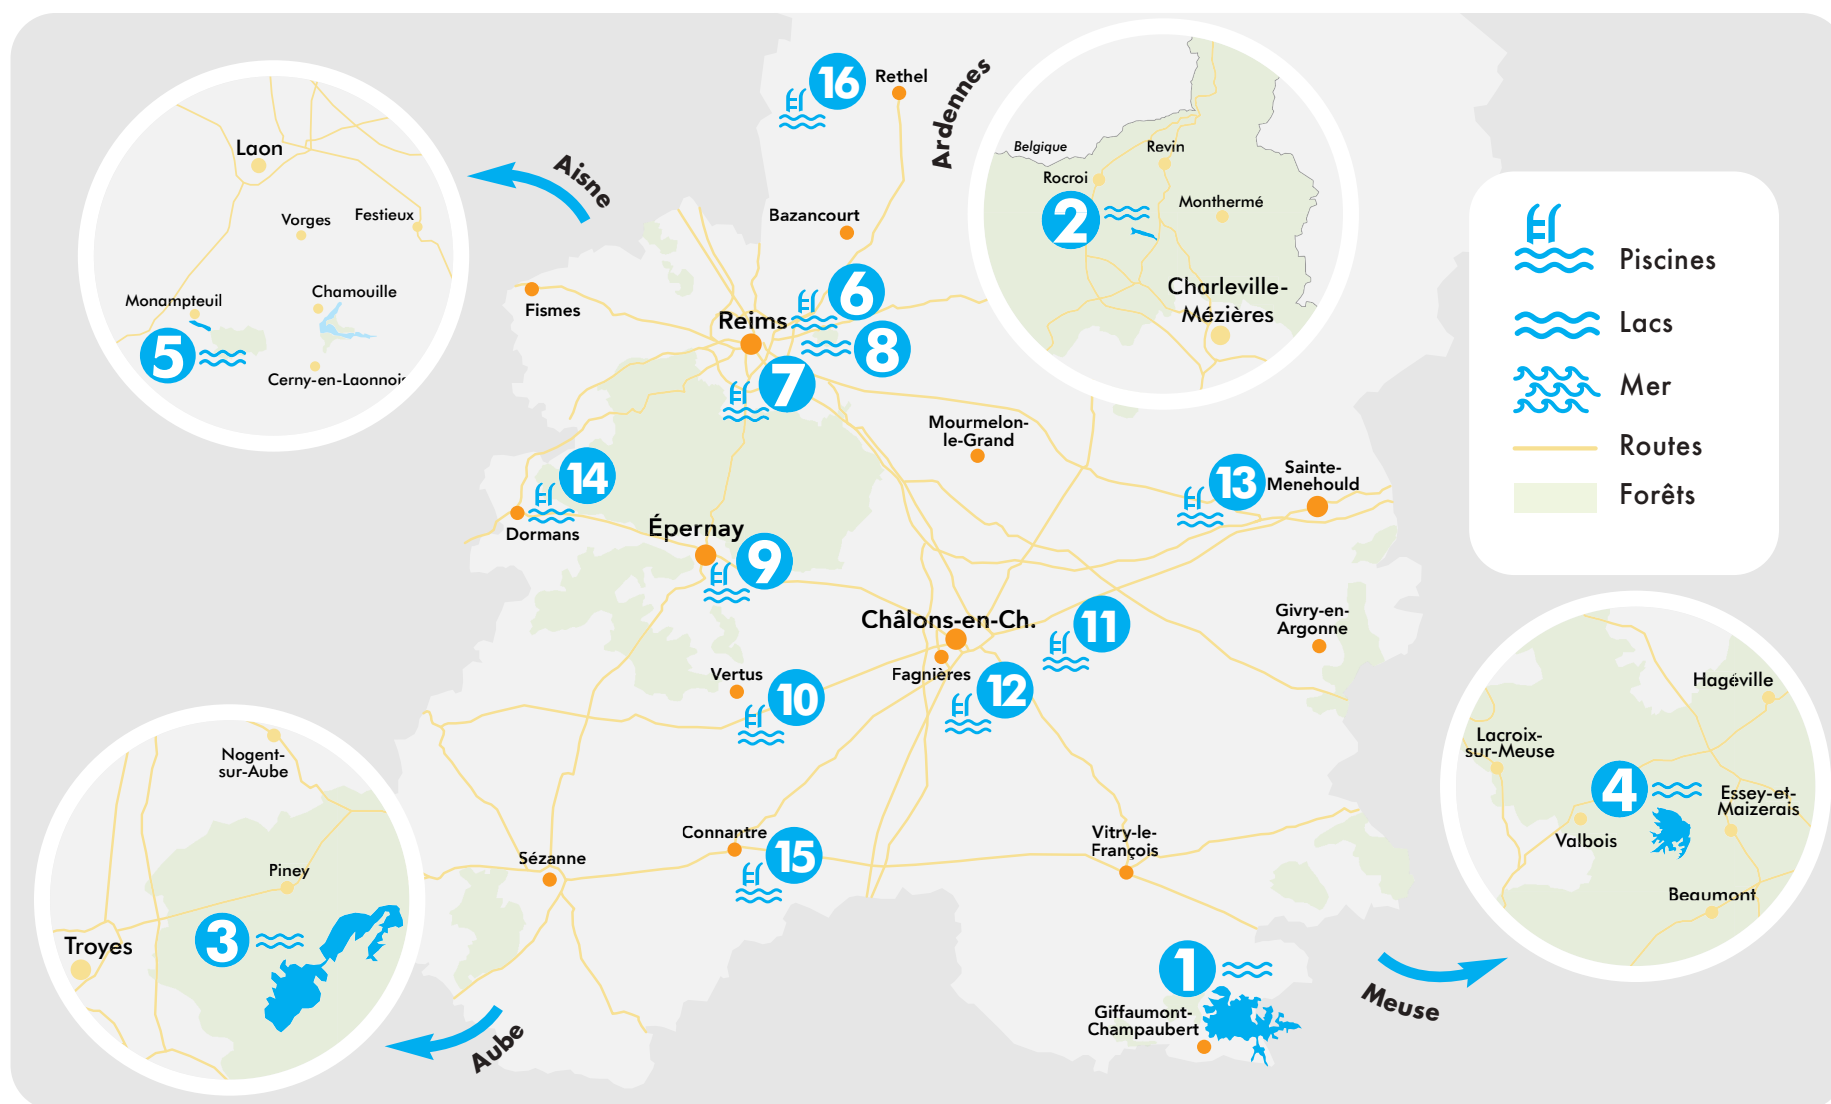 16
Rethel
Ardennes
Aisne
Laon
Vorges
Festieux
Chamouille
Monampteuil
5
Cerny-en-Laonnois
Belgique
Revin
Rocroi
2
Monthermé
Charleville-
Mézières
Piscines
Lacs
Mer
Routes
Forêts
Bazancourt
Fismes
6
Reims
8
7
Mourmelon-
le-Grand
14
Dormans
13
Sainte-
Menehould
Épernay
9
Châlons-en-Ch.
11
Fagnières
12
Givry-en-
Argonne
Vertus
10
Hagéville
Lacroix-
sur-Meuse
4
Essey-et-
Maizerais
Valbois
Beaumont
Nogent-
sur-Aube
Piney
3
Troyes
Sézanne
Connantre
15
Vitry-le-
François
1
Giffaumont-
Champaubert
Meuse
Aube